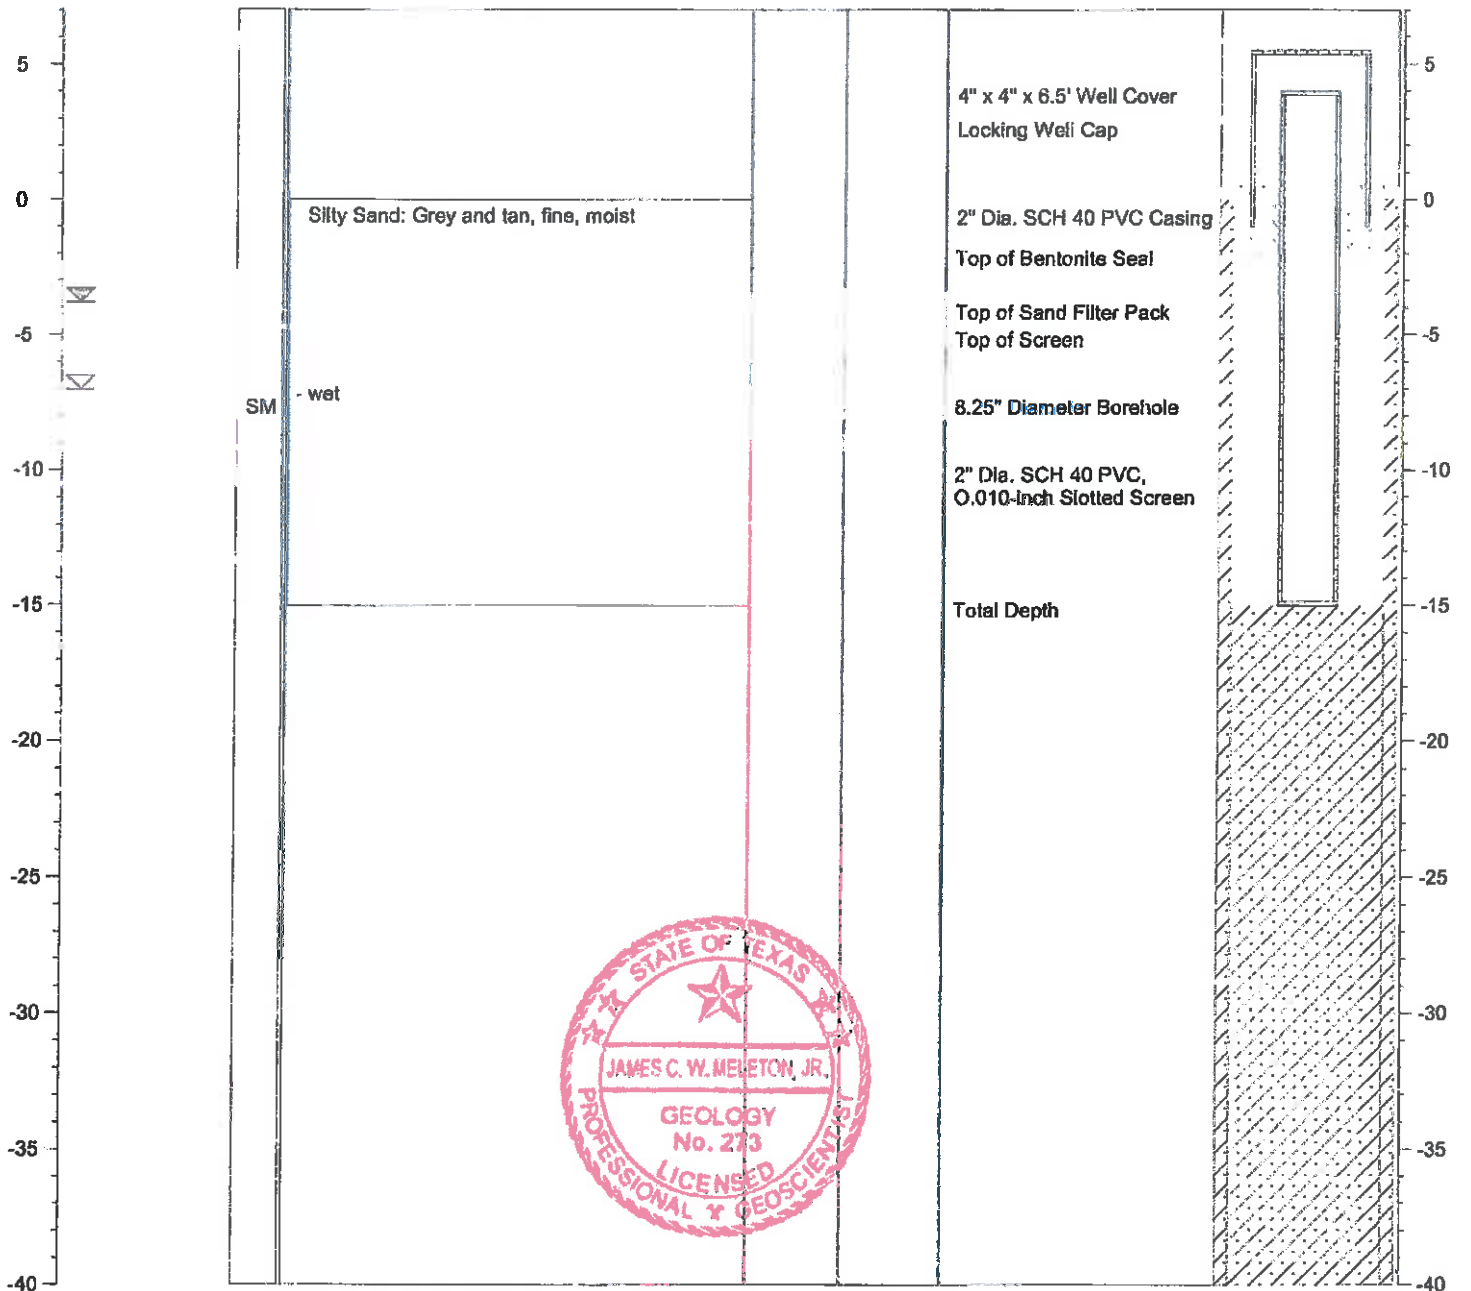 5
5
4" x 4" x 6.5' Well Cover
Locking Well Cap
0
0
Silty Sand: Grey and tan, fine, moist
2" Dia. SCH 40 PVC Casing
Top of Bentonite Seal
Top of Sand Filter Pack
-5
-5
Top of Screen
- wet
SM
8.25" Diameter Borehole
-10
-10
2" Dia. SCH 40 PVC,
0.010-inch Slotted Screen
-15
-15
Total Depth
-20
-20
-25
-25
STATE OF TEXAS
-30
-30
JAMES C. W. MELETON, JR.
GEOLOGY
No. 273
-35
-35
LICENSED
PROFESSIONAL GEOSCIENTIST
-40
-40